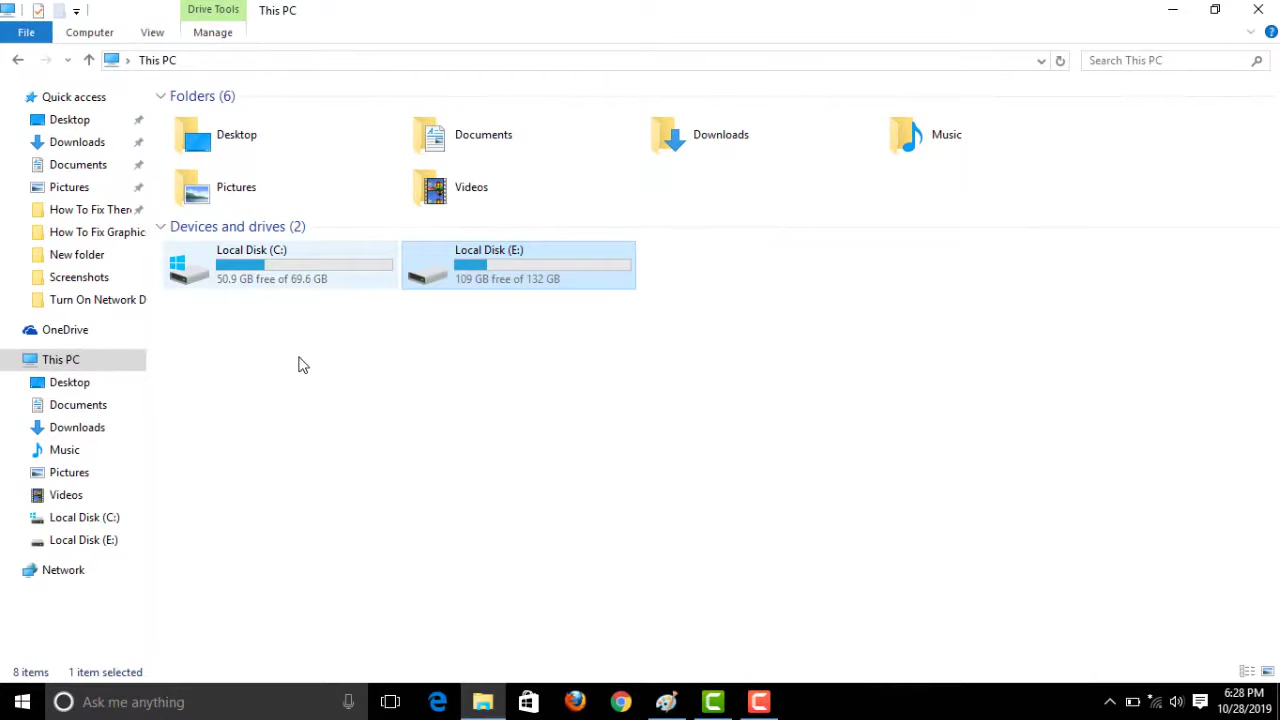 Drive Tools
This PC
File
Computer
View
Manage
This PC
Search This PC
Quick access
Desktop
Downloads
Documents
Pictures
How To Fix Ther
How To Fix Graphic
New folder
Screenshots
Turn On Network D
OneDrive
This PC
Desktop
Documents
Downloads
Music
Pictures
Videos
Local Disk (C:)
Local Disk (E:)
Network
Folders (6)
Desktop
Documents
Downloads
Music
Pictures
Videos
Devices and drives (2)
Local Disk (C:)
50.9 GB free of 69.6 GB
Local Disk (E:)
109 GB free of 132 GB
8 items
1 item selected
Ask me anything
6:28 PM
10/28/2019